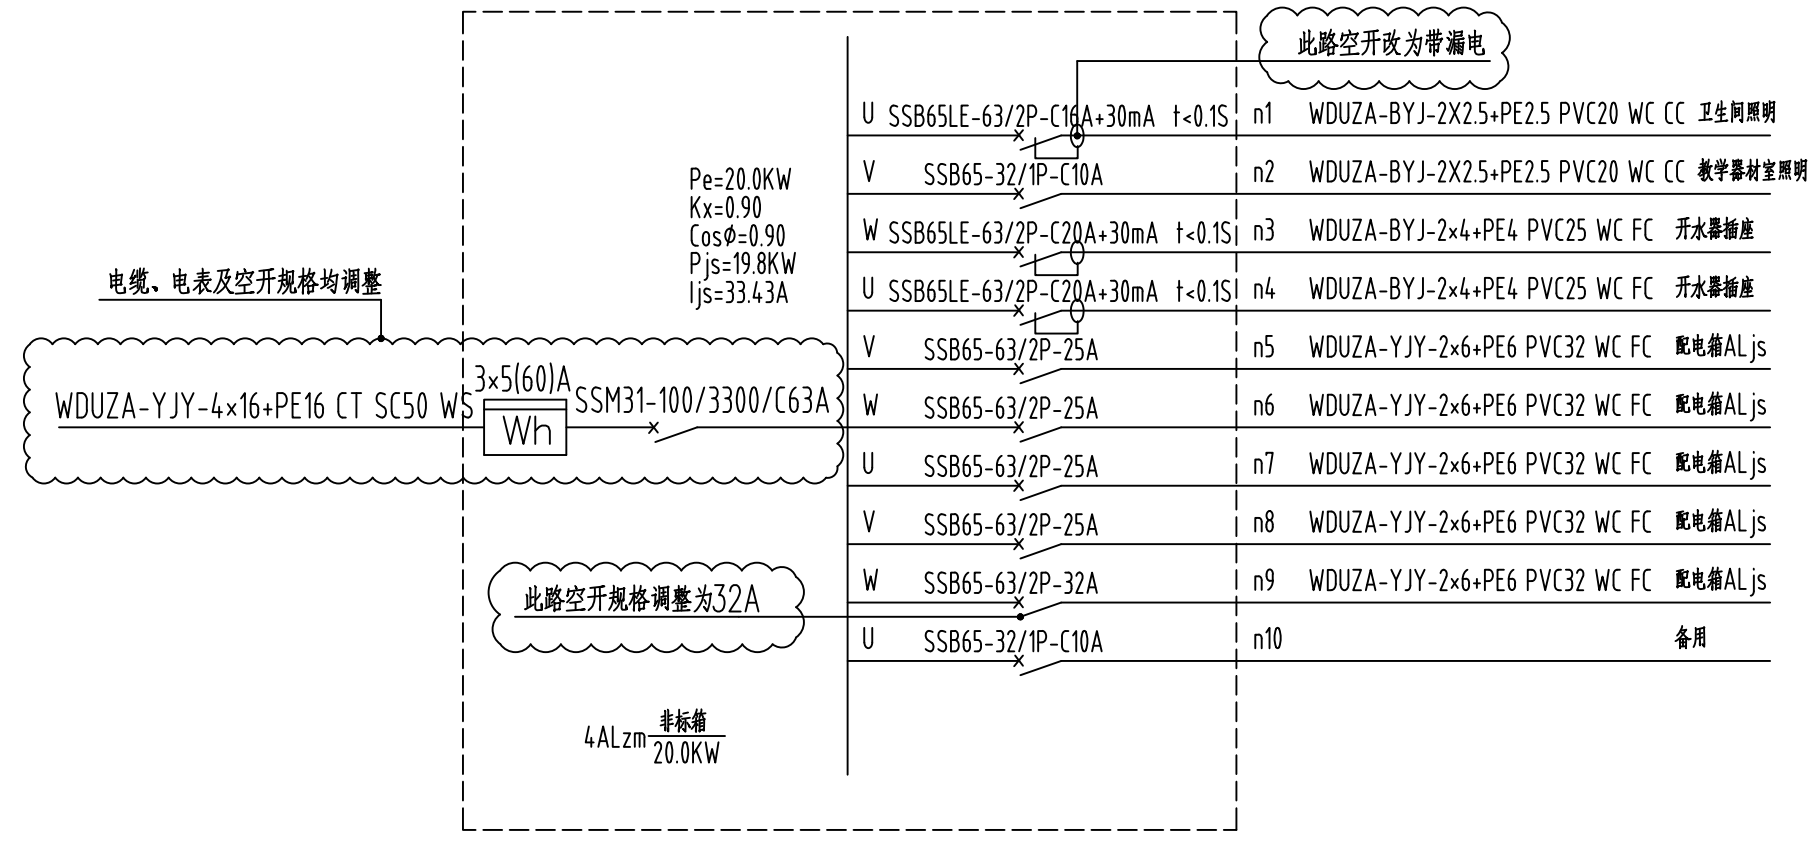 此路空开改为带漏电
U SSB65LE-63/2P-C16A+30mA t<0.1S n1 WDUZA-BYJ-2X2.5+PE2.5 PVC20 WC CC 卫生间照明
V SSB65-32/1P-C10A n2 WDUZA-BYJ-2X2.5+PE2.5 PVC20 WC CC 教学器材室照明
W SSB65LE-63/2P-C20A+30mA t<0.1S n3 WDUZA-BYJ-2×4+PE4 PVC25 WC FC 开水器插座
U SSB65LE-63/2P-C20A+30mA t<0.1S n4 WDUZA-BYJ-2×4+PE4 PVC25 WC FC 开水器插座
V SSB65-63/2P-25A n5 WDUZA-YJY-2×6+PE6 PVC32 WC FC 配电箱ALjs
W SSB65-63/2P-25A n6 WDUZA-YJY-2×6+PE6 PVC32 WC FC 配电箱ALjs
U SSB65-63/2P-25A n7 WDUZA-YJY-2×6+PE6 PVC32 WC FC 配电箱ALjs
V SSB65-63/2P-25A n8 WDUZA-YJY-2×6+PE6 PVC32 WC FC 配电箱ALjs
W SSB65-63/2P-32A n9 WDUZA-YJY-2×6+PE6 PVC32 WC FC 配电箱ALjs
U SSB65-32/1P-C10A n10 备用
Pe=20.0KW
Kx=0.90
CosØ=0.90
Pjs=19.8KW
Ijs=33.43A
电缆、电表及空开规格均调整
WDUZA-YJY-4×16+PE16 CT SC50 WS
3×5(60)A
Wh
SSM31-100/3300/C63A
此路空开规格调整为32A
4ALzm
非标箱
20.0KW